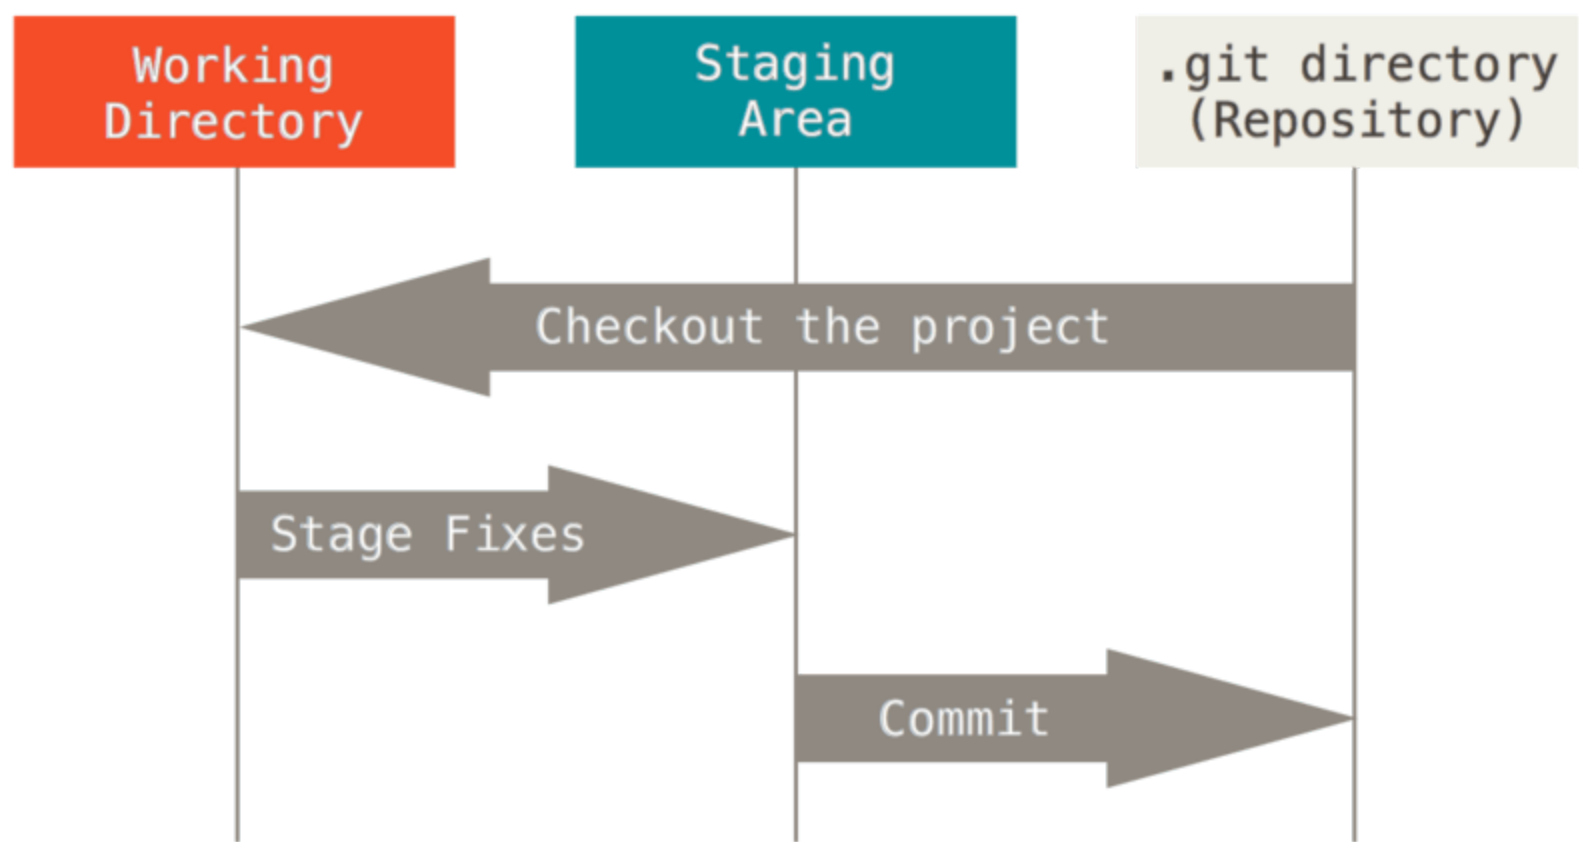 Working
Directory
Staging
Area
.git directory
(Repository)
Checkout the project
Stage Fixes
Commit